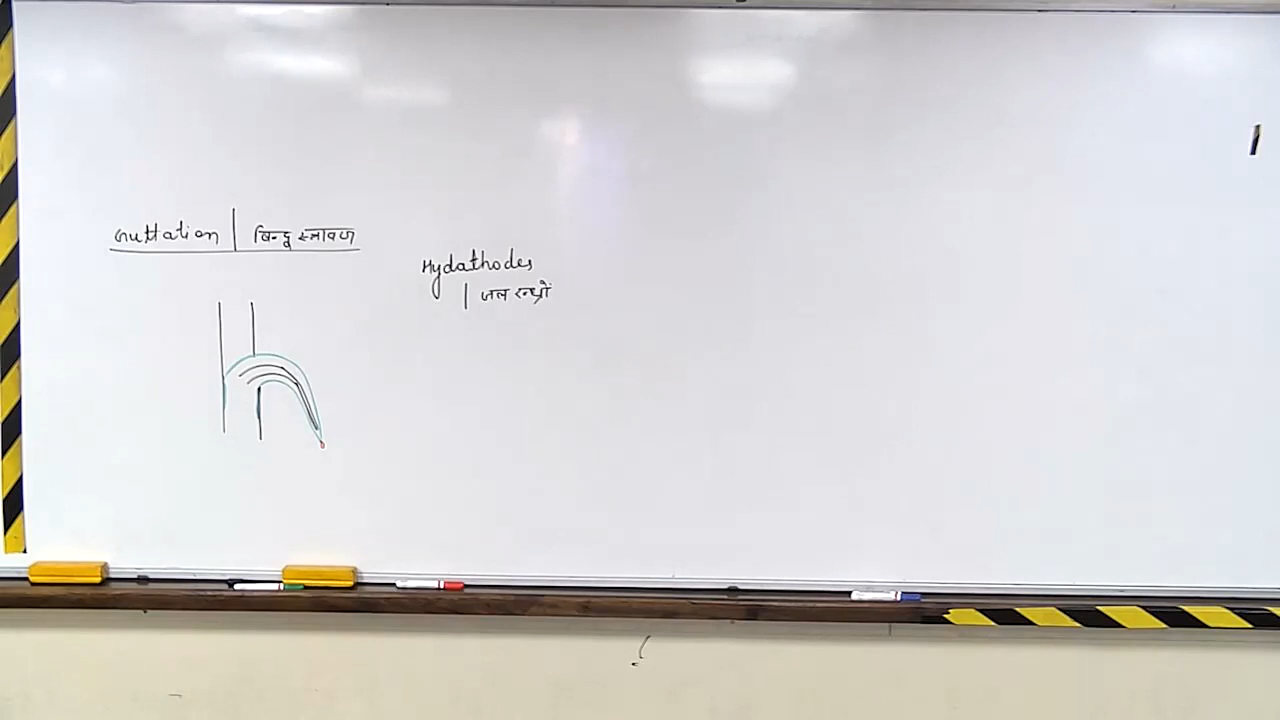 Guttation | बिन्दू स्त्रावण
Hydathodes
| जल रन्ध्रों